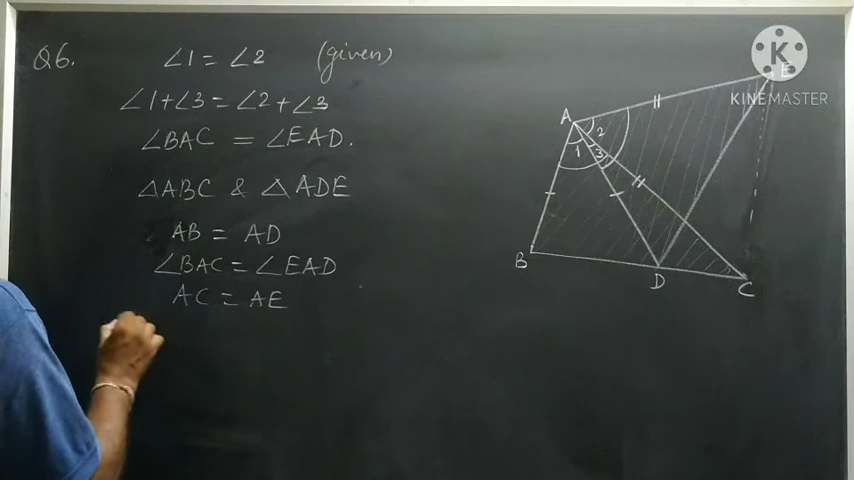 Q6. ∠1 = ∠2 (given)
∠1+∠3 = ∠2+∠3
∠BAC = ∠EAD.
△ABC & △ADE
AB = AD
∠BAC = ∠EAD
AC = AE
K
E
KINEMASTER
A
2
1
3
B
D
C